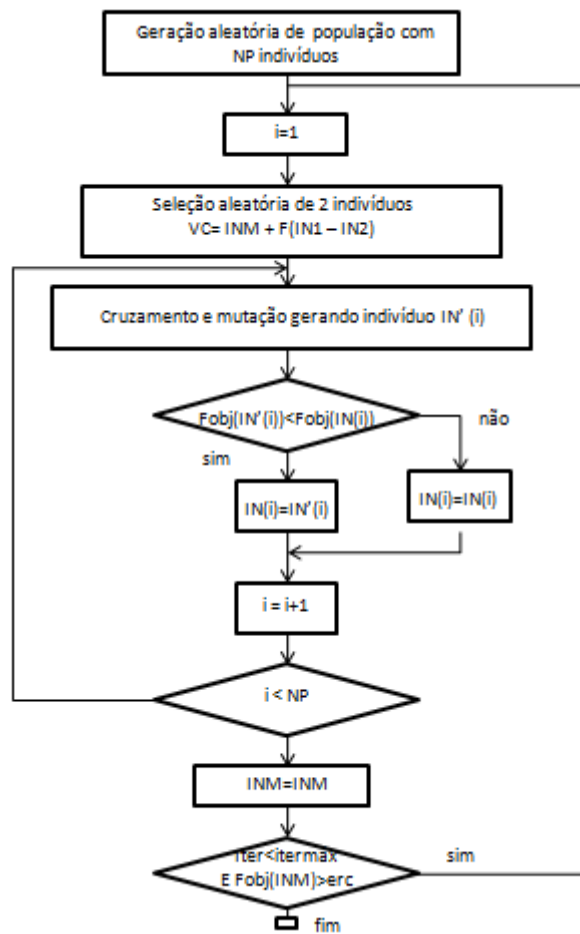 Geração aleatória de população com
NP indivíduos
i=1
Seleção aleatória de 2 indivíduos
VC= INM + F(IN1 – IN2)
Cruzamento e mutação gerando indivíduo IN’ (i)
Fobj(IN’(i))<Fobj(IN(i))
não
sim
IN(i)=IN’(i)
IN(i)=IN(i)
i = i+1
i < NP
INM=INM
Iter<itermax
E Fobj(INM)>erc
sim
fim